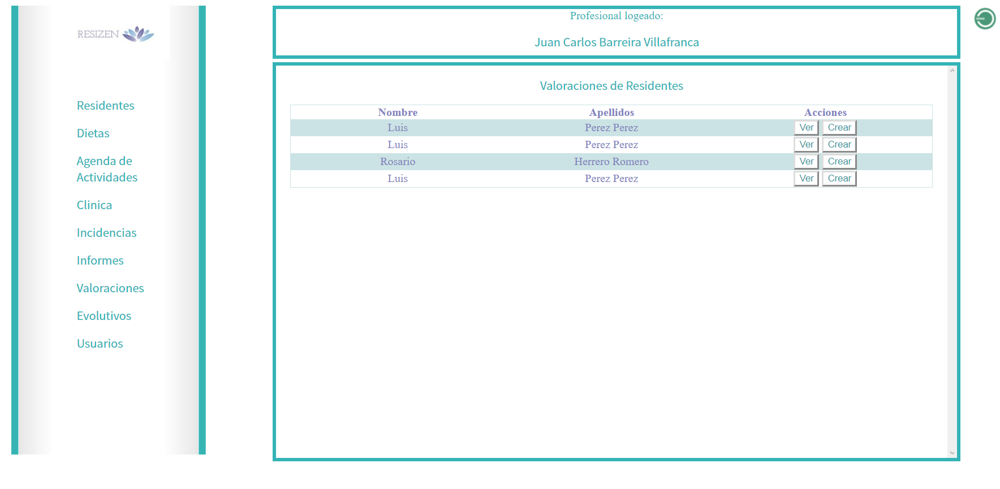 RESIZEN
Residentes
Dietas
Agenda de
Actividades
Clinica
Incidencias
Informes
Valoraciones
Evolutivos
Usuarios
Profesional logeado:
Juan Carlos Barreira Villafranca
Valoraciones de Residentes
Nombre Apellidos Acciones
Luis Perez Perez Ver Crear
Luis Perez Perez Ver Crear
Rosario Herrero Romero Ver Crear
Luis Perez Perez Ver Crear